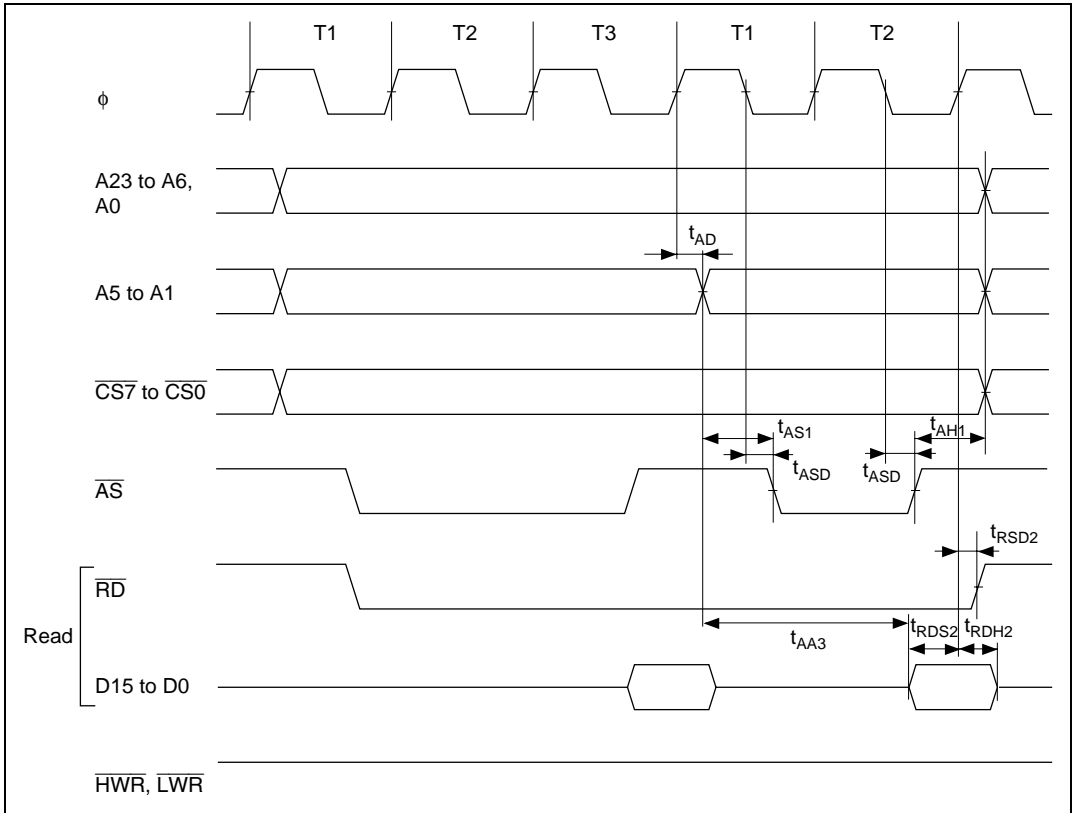 T1 T2 T3 T1 T2
ϕ
A23 to A6,
A0
tAD
A5 to A1
CS7 to CS0
tAS1 tAH1
tASD tASD
AS
tRSD2
RD
Read
tAA3 tRDS2 tRDH2
D15 to D0
HWR, LWR